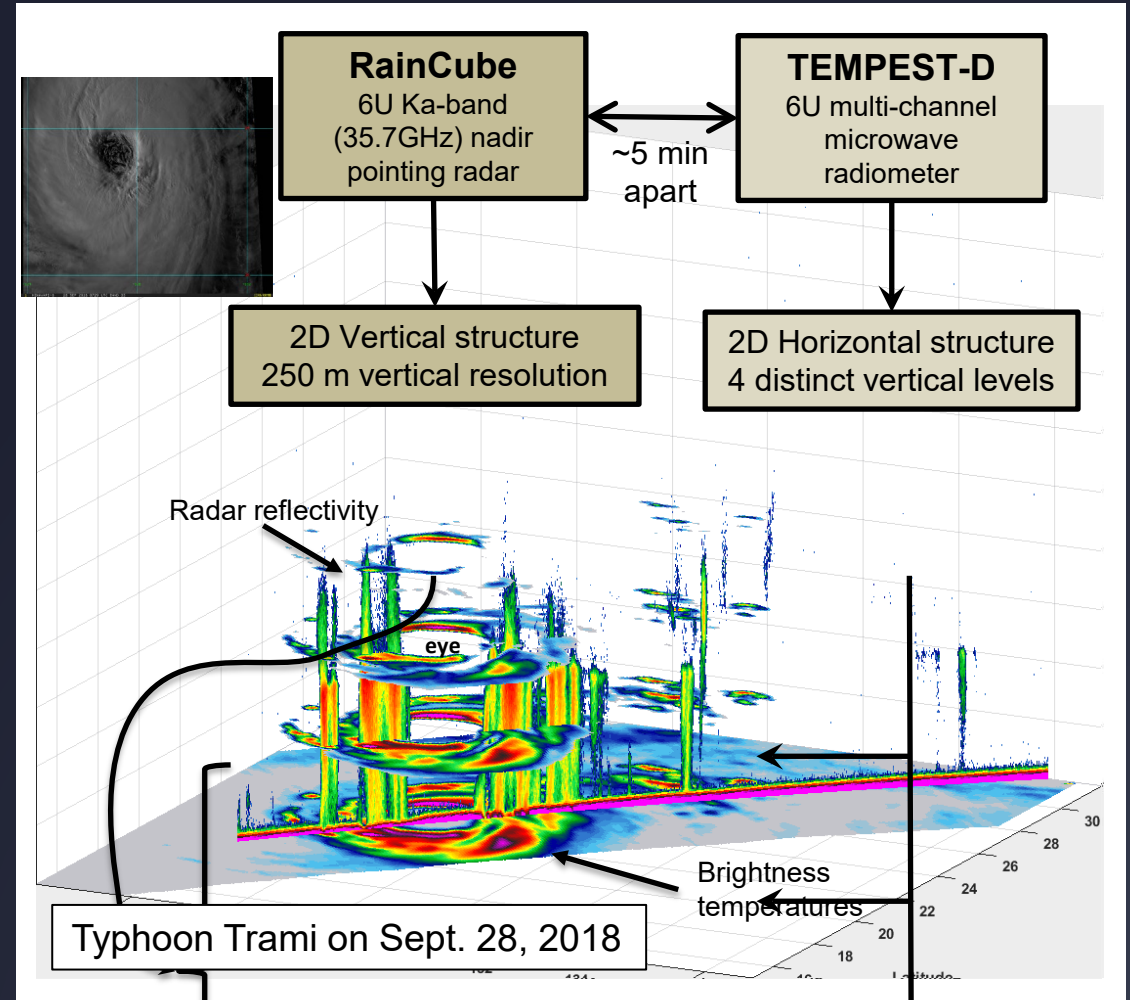 RainCube
6U Ka-band
(35.7GHz) nadir
pointing radar
~5 min
apart
TEMPEST-D
6U multi-channel
microwave
radiometer
2D Vertical structure
250 m vertical resolution
2D Horizontal structure
4 distinct vertical levels
Radar reflectivity
eye
Brightness
temperatures
30
28
26
24
22
20
18
Typhoon Trami on Sept. 28, 2018